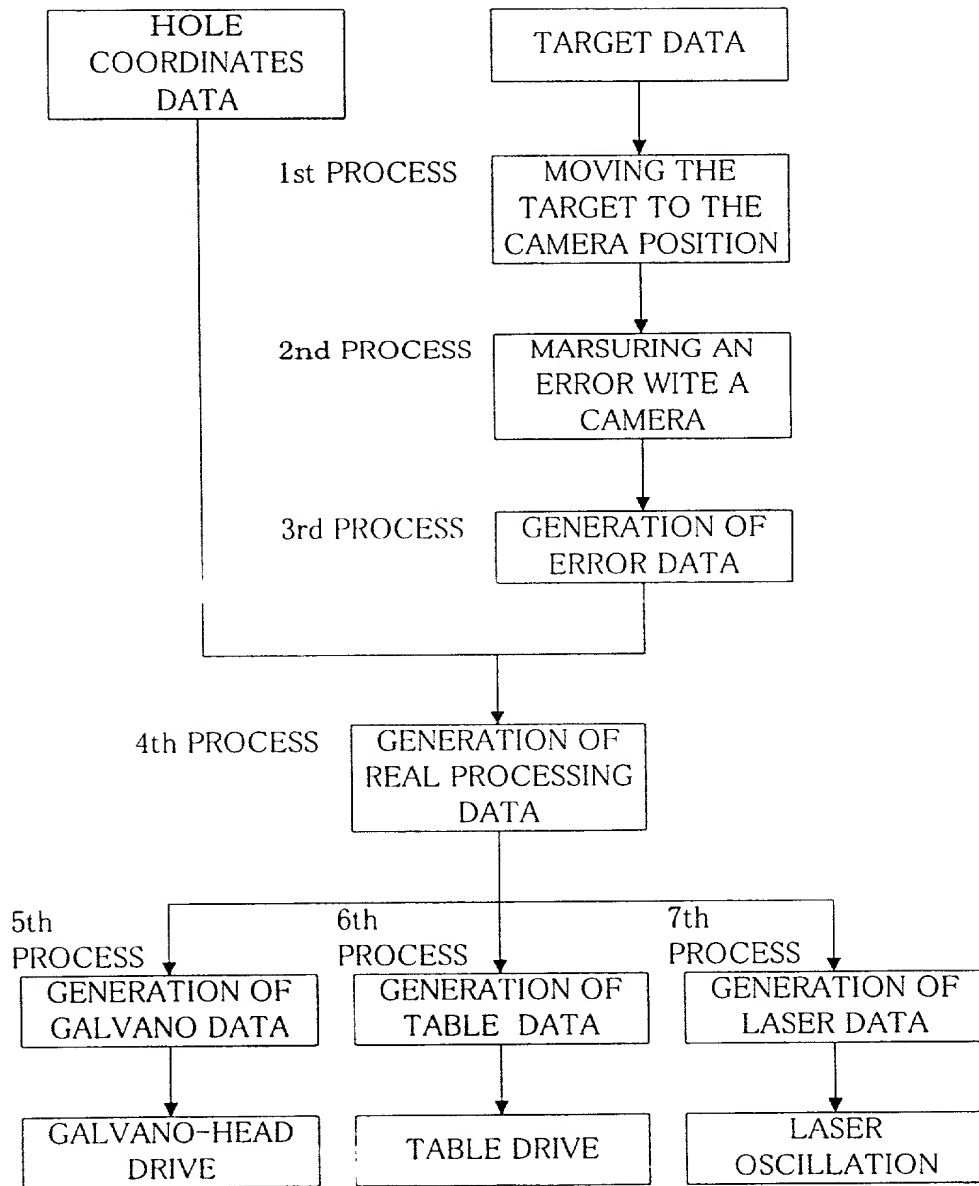 HOLE
COORDINATES
DATA
TARGET DATA
1st PROCESS
MOVING THE
TARGET TO THE
CAMERA POSITION
2nd PROCESS
MARSURING AN
ERROR WITE A
CAMERA
3rd PROCESS
GENERATION OF
ERROR DATA
4th PROCESS
GENERATION OF
REAL PROCESSING
DATA
5th
PROCESS
GENERATION OF
GALVANO DATA
6th
PROCESS
GENERATION OF
TABLE DATA
7th
PROCESS
GENERATION OF
LASER DATA
GALVANO-HEAD
DRIVE
TABLE DRIVE
LASER
OSCILLATION